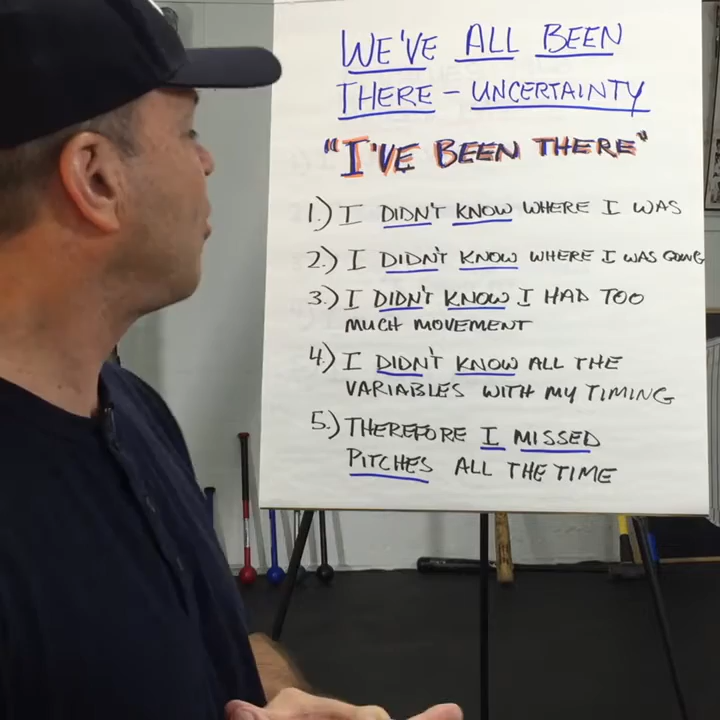 WE'VE ALL BEEN
THERE - UNCERTAINTY
"I'VE BEEN THERE"
1.) I DIDN'T KNOW WHERE I WAS
2.) I DIDN'T KNOW WHERE I WAS GOING
3.) I DIDN'T KNOW I HAD TOO
MUCH MOVEMENT
4.) I DIDN'T KNOW ALL THE
VARIABLES WITH MY TIMING
5.) THEREFORE I MISSED
PITCHES ALL THE TIME